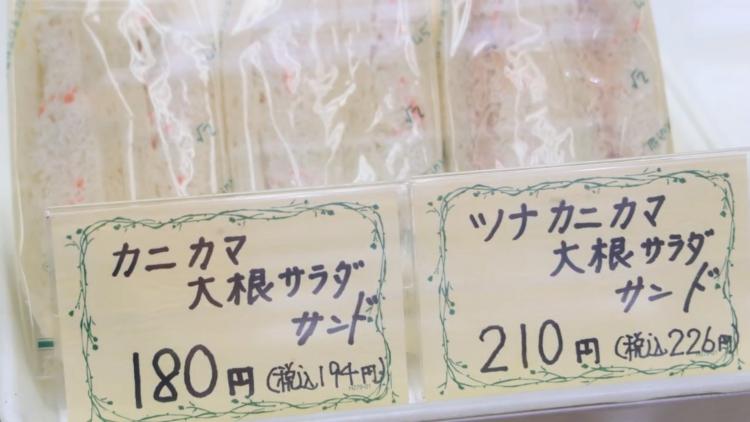 カニカマ
大根サラダ
サンド
180円(税込194円)
ツナカニカマ
大根サラダ
サンド
210円(税込226円)